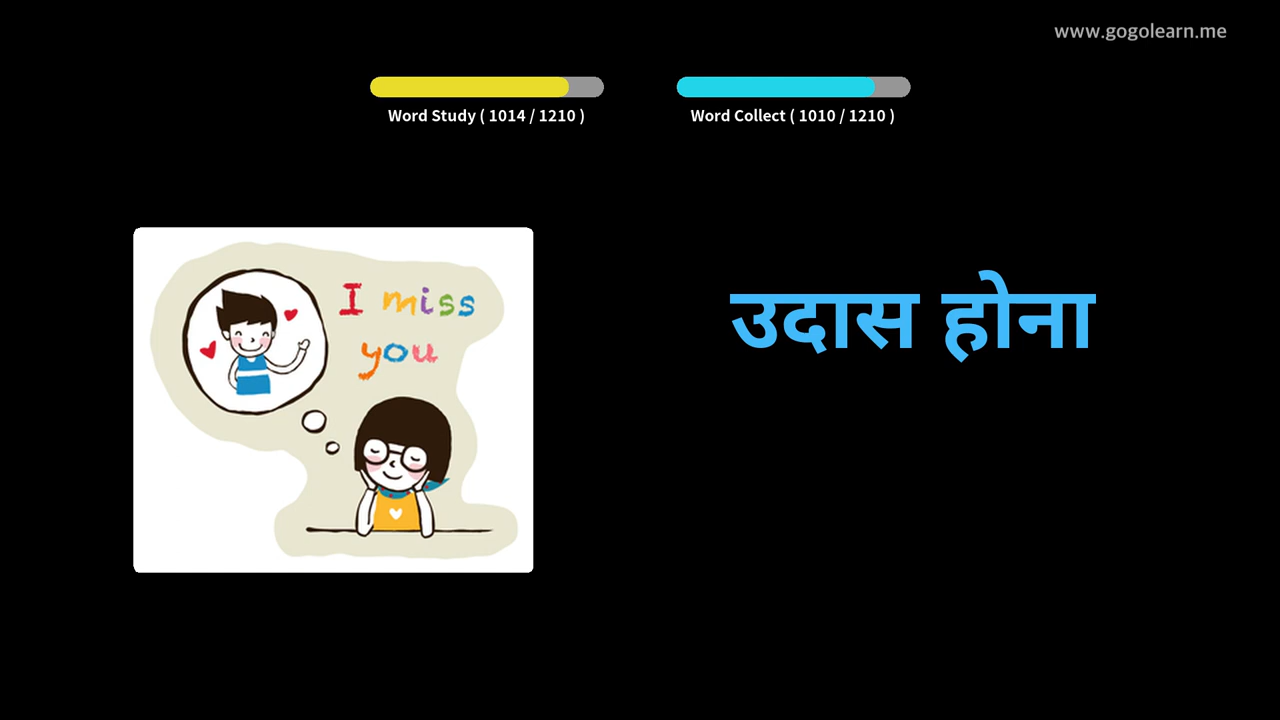 www.gogolearn.me
Word Study ( 1014 / 1210 )
Word Collect ( 1010 / 1210 )
I miss
you
उदास होना